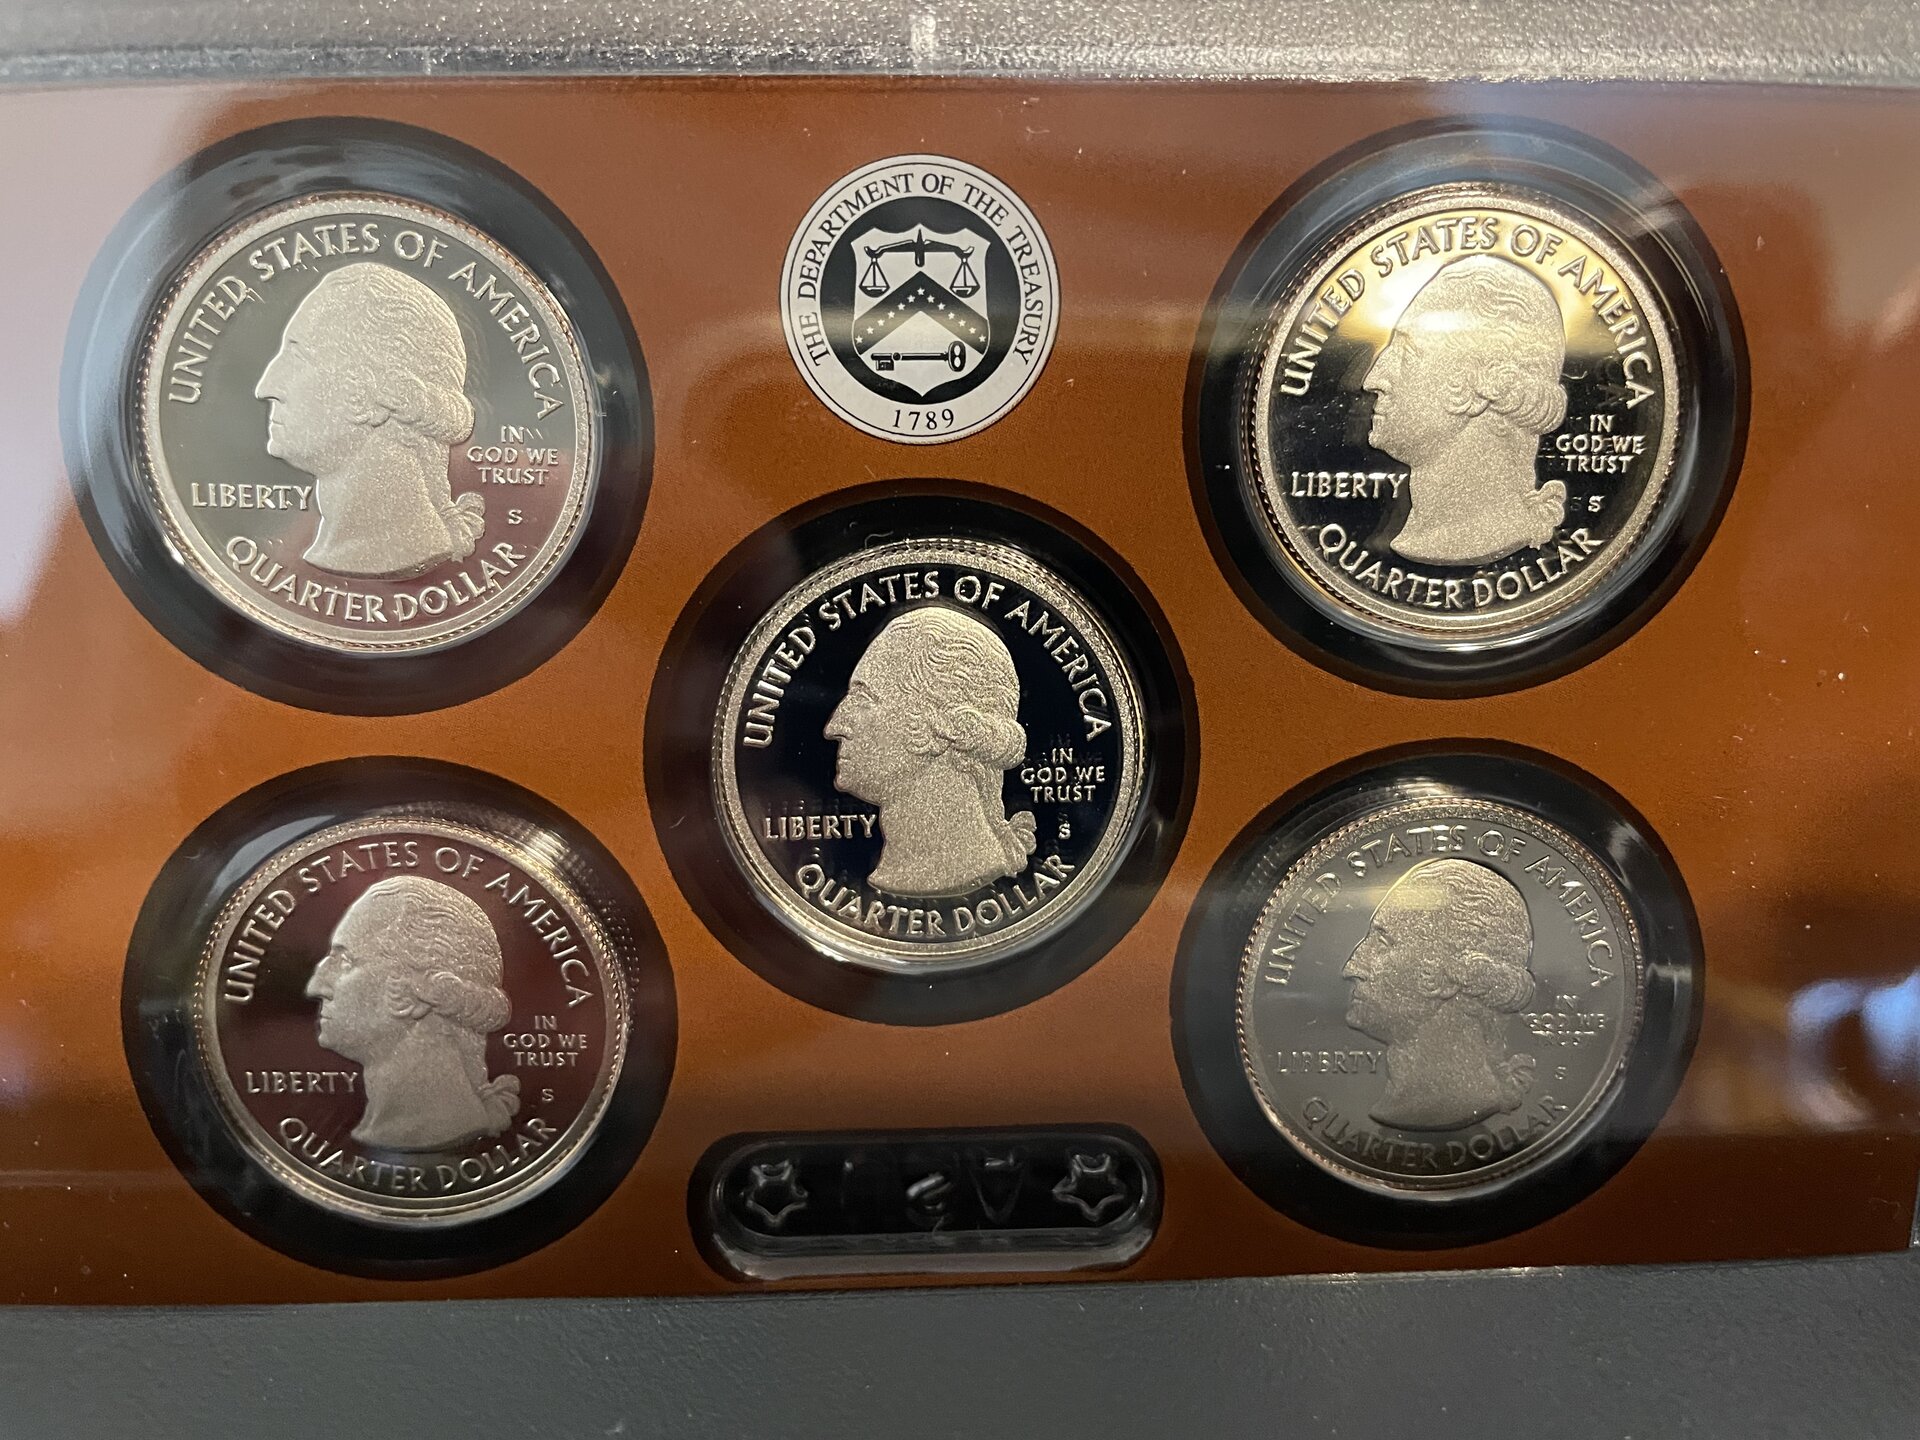 UNITED STATES OF AMERICA
IN
GOD WE
TRUST
LIBERTY
S
QUARTER DOLLAR
THE DEPARTMENT OF THE TREASURY
1789
UNITED STATES OF AMERICA
IN
GOD WE
TRUST
LIBERTY
S
QUARTER DOLLAR
UNITED STATES OF AMERICA
IN
GOD WE
TRUST
LIBERTY
S
QUARTER DOLLAR
UNITED STATES OF AMERICA
IN
GOD WE
TRUST
LIBERTY
S
QUARTER DOLLAR
UNITED STATES OF AMERICA
IN
GOD WE
TRUST
LIBERTY
S
QUARTER DOLLAR